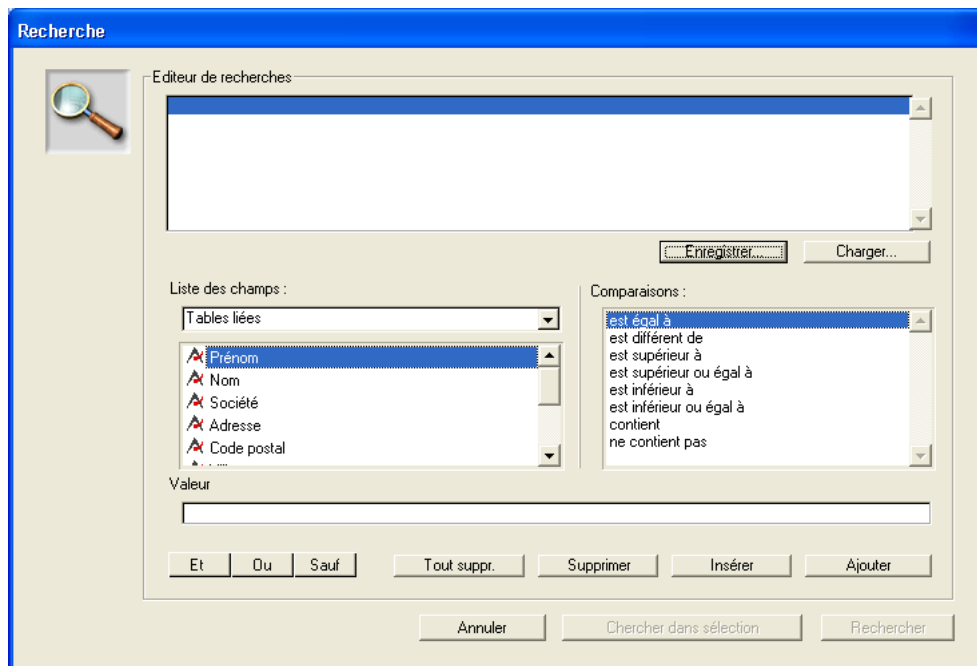 Recherche
Editeur de recherches
Enregistrer...
Charger...
Liste des champs :
Tables liées
Prénom
Nom
Société
Adresse
Code postal
Comparaisons :
est égal à
est différent de
est supérieur à
est supérieur ou égal à
est inférieur à
est inférieur ou égal à
contient
ne contient pas
Valeur
Et
Ou
Sauf
Tout suppr.
Supprimer
Insérer
Ajouter
Annuler
Chercher dans sélection
Rechercher